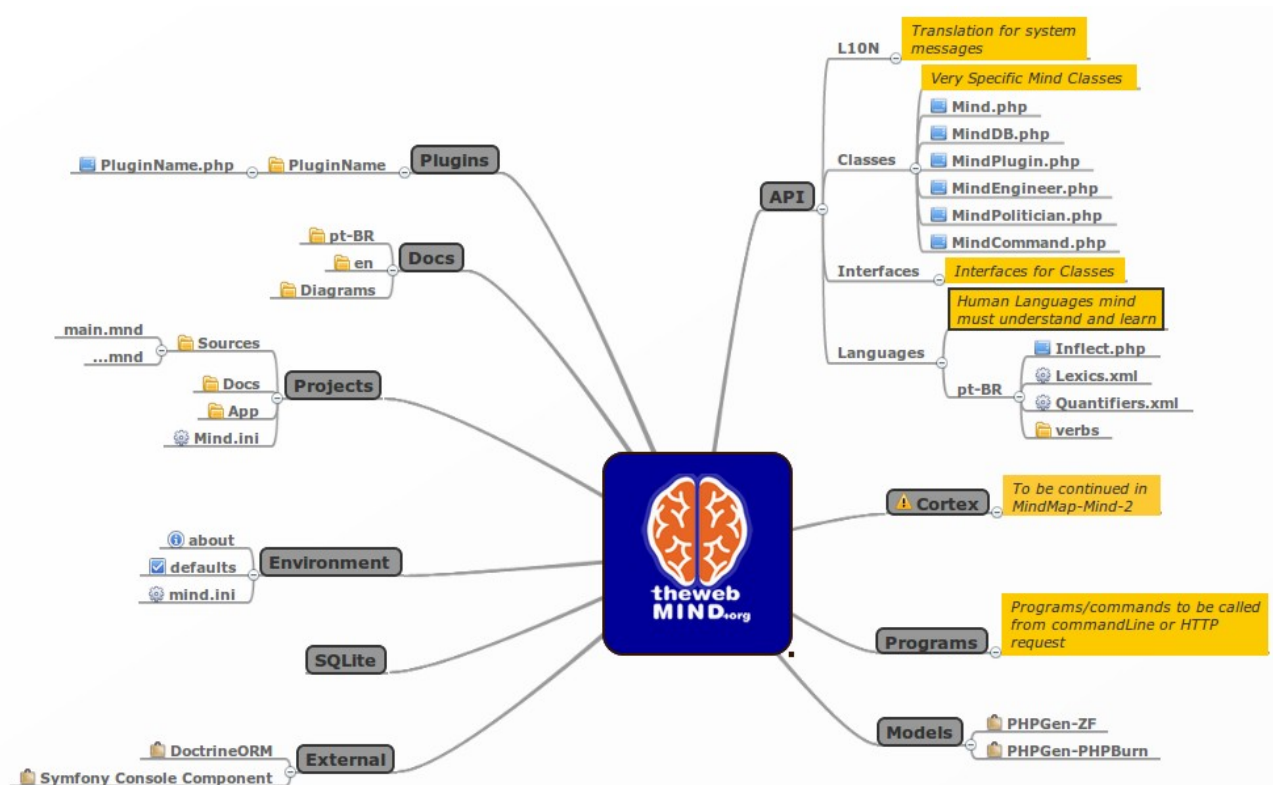 Translation for system
messages
L10N
Very Specific Mind Classes
Mind.php
MindDB.php
Classes
MindPlugin.php
MindEngineer.php
MindPolitician.php
MindCommand.php
API
Interfaces
Interfaces for Classes
Human Languages mind
must understand and learn
Languages
Inflect.php
Lexics.xml
pt-BR
Quantifiers.xml
verbs
Cortex
To be continued in
MindMap-Mind-2
Programs
Programs/commands to be called
from commandLine or HTTP
request
Models
PHPGen-ZF
PHPGen-PHPBurn
Plugins
PluginName
PluginName.php
Docs
pt-BR
en
Diagrams
Projects
Sources
main.mnd
...mnd
Docs
App
Mind.ini
Environment
about
defaults
mind.ini
SQLite
External
DoctrineORM
Symfony Console Component
theweb
MIND.org